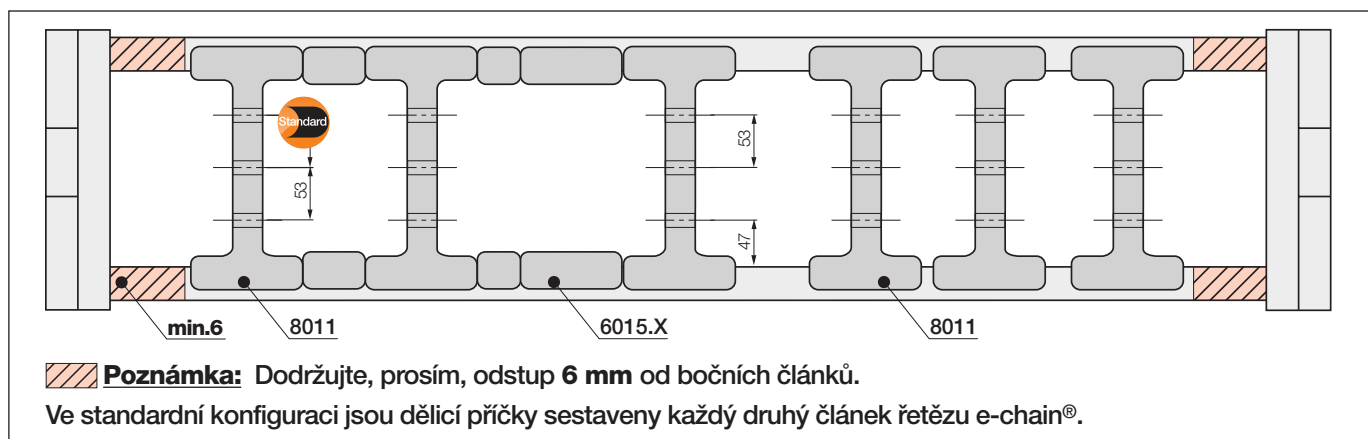 Standard
53
53
47
min.6
8011
6015.X
8011
Poznámka: Dodržujte, prosím, odstup 6 mm od bočních článků.
Ve standardní konfiguraci jsou dělicí příčky sestaveny každý druhý článek řetězu e-chain®.